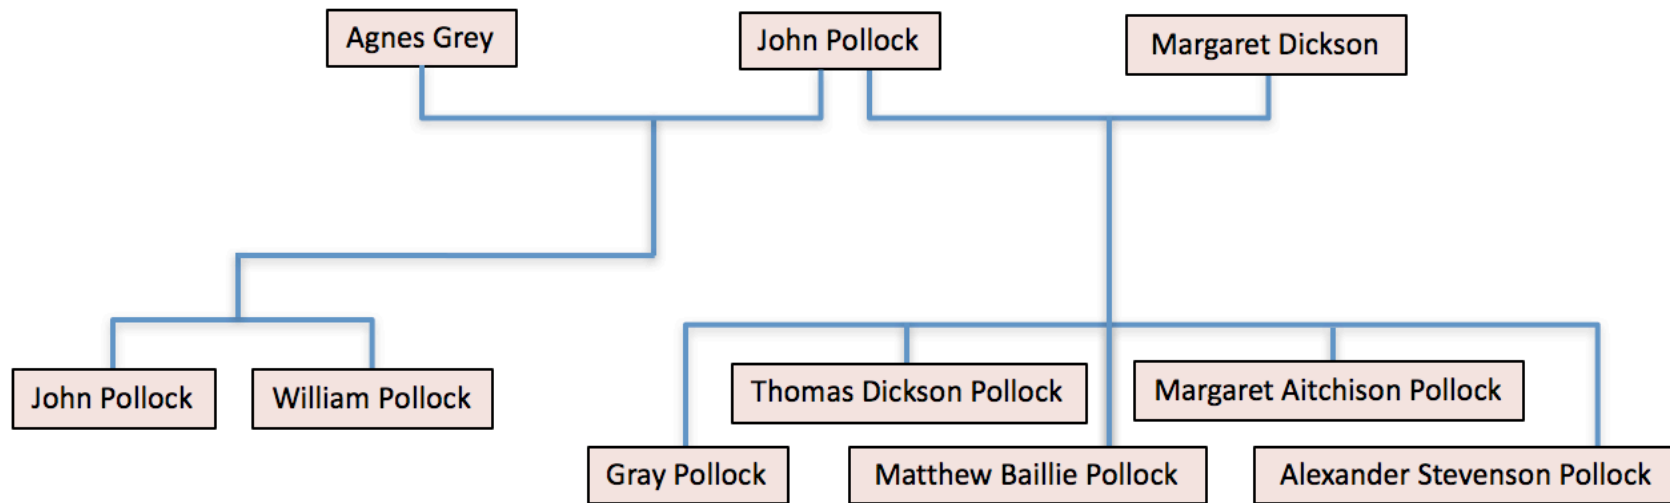 Agnes Grey
John Pollock
Margaret Dickson
John Pollock
William Pollock
Thomas Dickson Pollock
Margaret Aitchison Pollock
Gray Pollock
Matthew Baillie Pollock
Alexander Stevenson Pollock